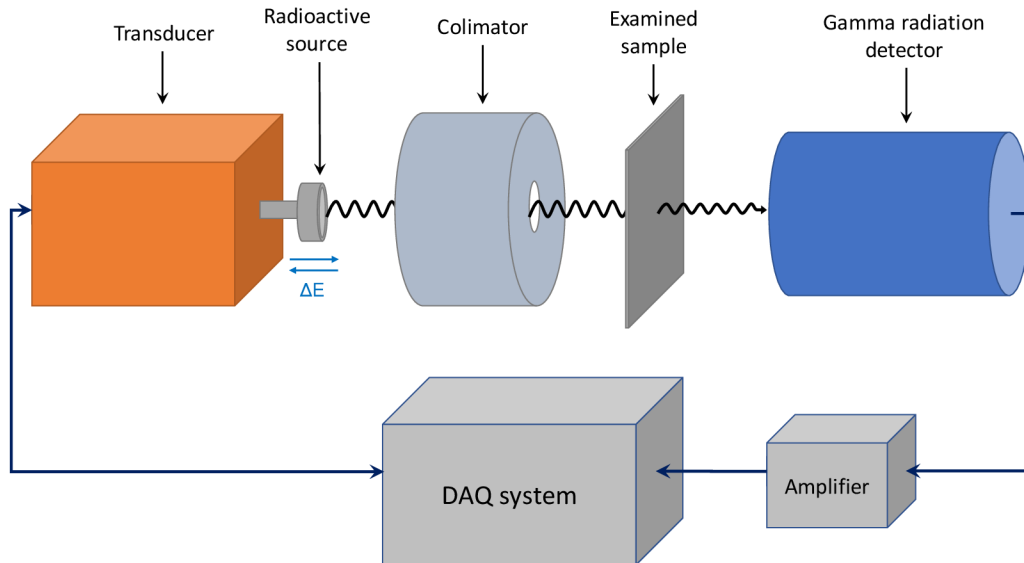 Transducer
Radioactive
source
Colimator
Examined
sample
Gamma radiation
detector
ΔE
DAQ system
Amplifier